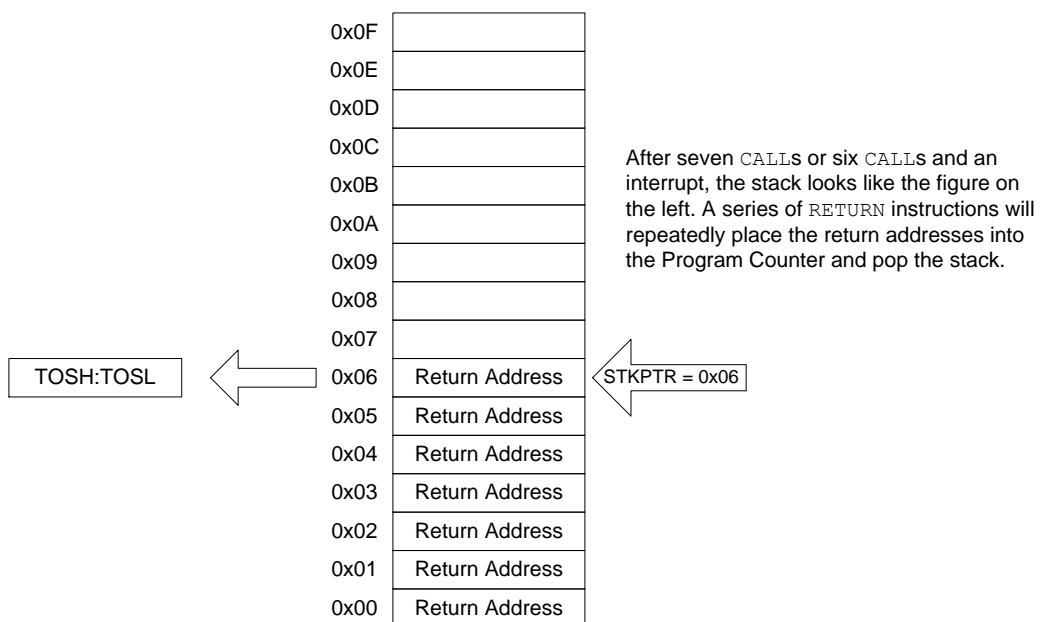 0x0F
0x0E
0x0D
0x0C
0x0B
0x0A
0x09
0x08
0x07
After seven CALLs or six CALLs and an
interrupt, the stack looks like the figure on
the left. A series of RETURN instructions will
repeatedly place the return addresses into
the Program Counter and pop the stack.
TOSH:TOSL
0x06 Return Address
STKPTR = 0x06
0x05 Return Address
0x04 Return Address
0x03 Return Address
0x02 Return Address
0x01 Return Address
0x00 Return Address